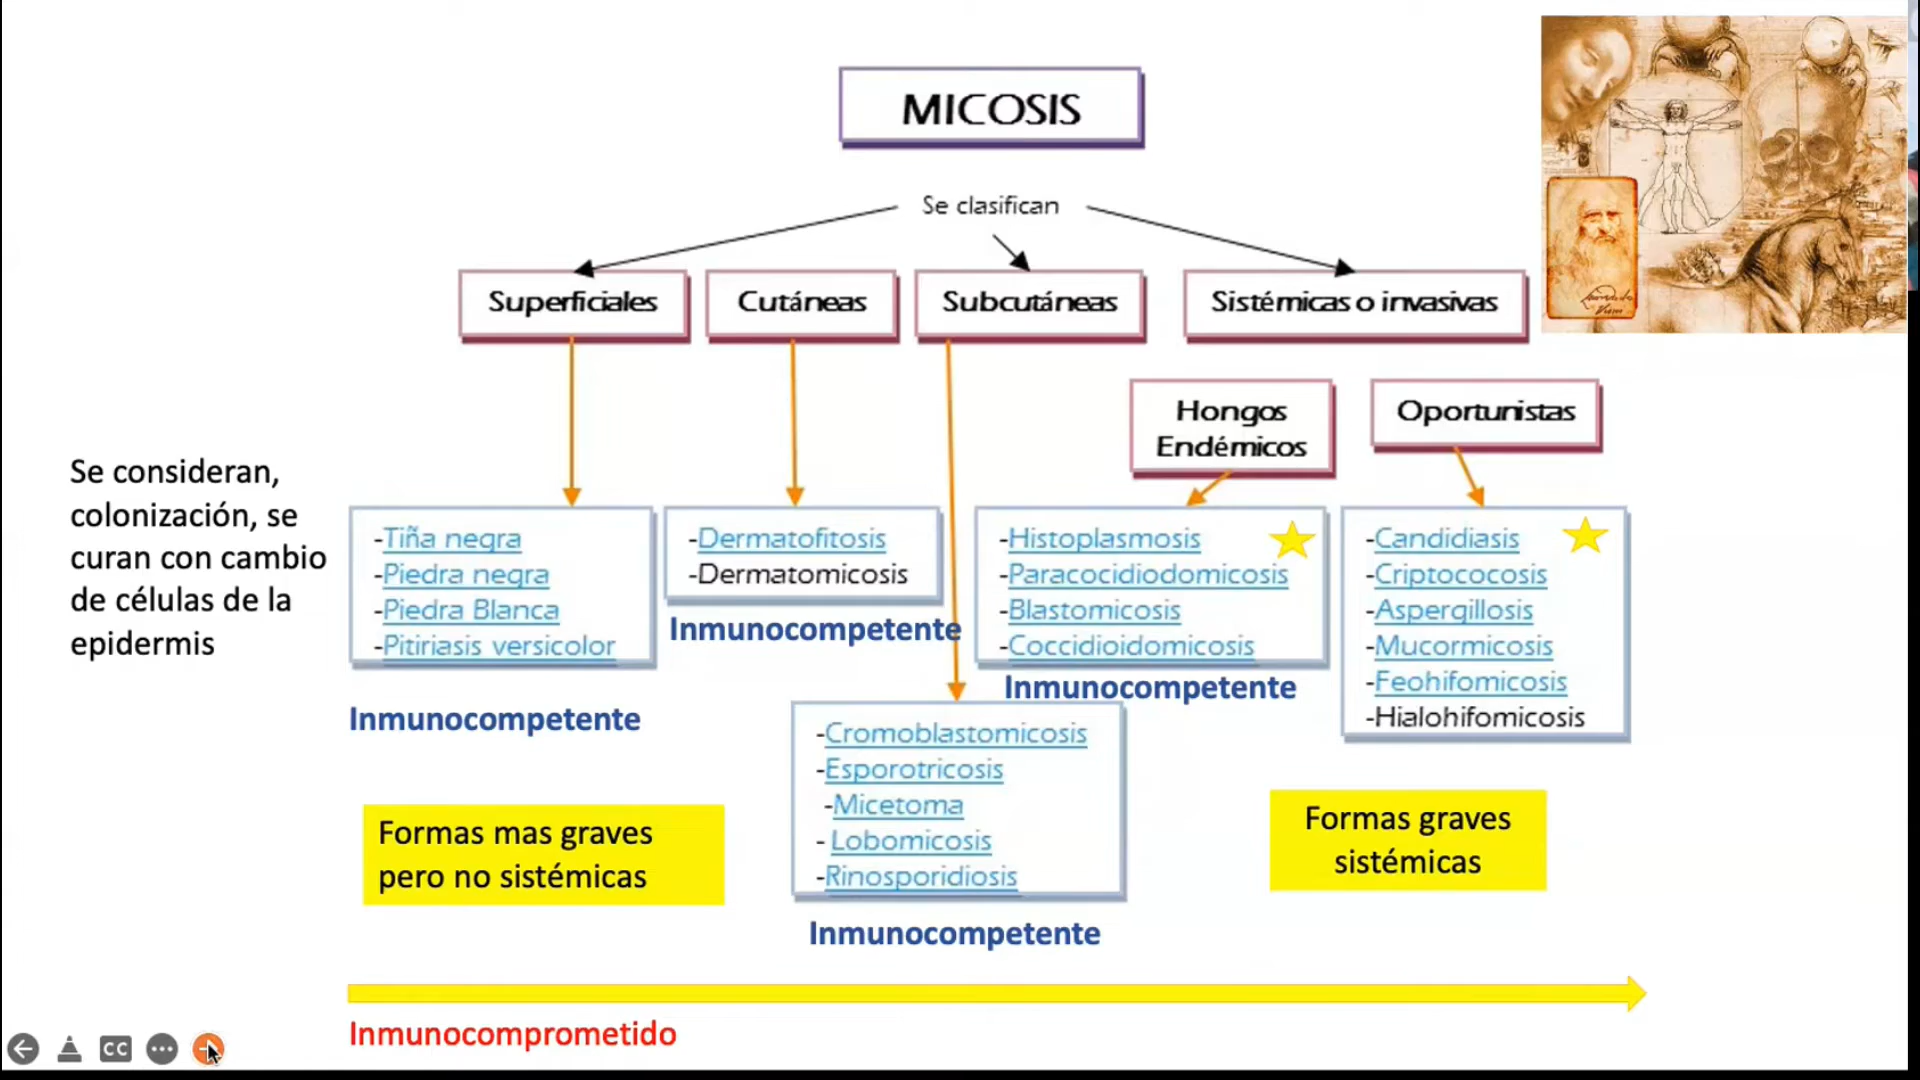 MICOSIS
Se clasifican
Superficiales
Cutáneas
Subcutáneas
Sistémicas o invasivas
Hongos
Endémicos
Oportunistas
Se consideran,
colonización, se
curan con cambio
de células de la
epidermis
-Tiña negra
-Piedra negra
-Piedra Blanca
-Pitiriasis versicolor
Inmunocompetente
-Dermatofitosis
-Dermatomicosis
Inmunocompetente
-Histoplasmosis
-Paracocidiodomicosis
-Blastomicosis
-Coccidioidomicosis
Inmunocompetente
-Candidiasis
-Criptococosis
-Aspergillosis
-Mucormicosis
-Feohifomicosis
-Hialohifomicosis
-Cromoblastomicosis
-Esporotricosis
-Micetoma
- Lobomicosis
-Rinosporidiosis
Inmunocompetente
Formas mas graves
pero no sistémicas
Formas graves
sistémicas
Inmunocomprometido
CC